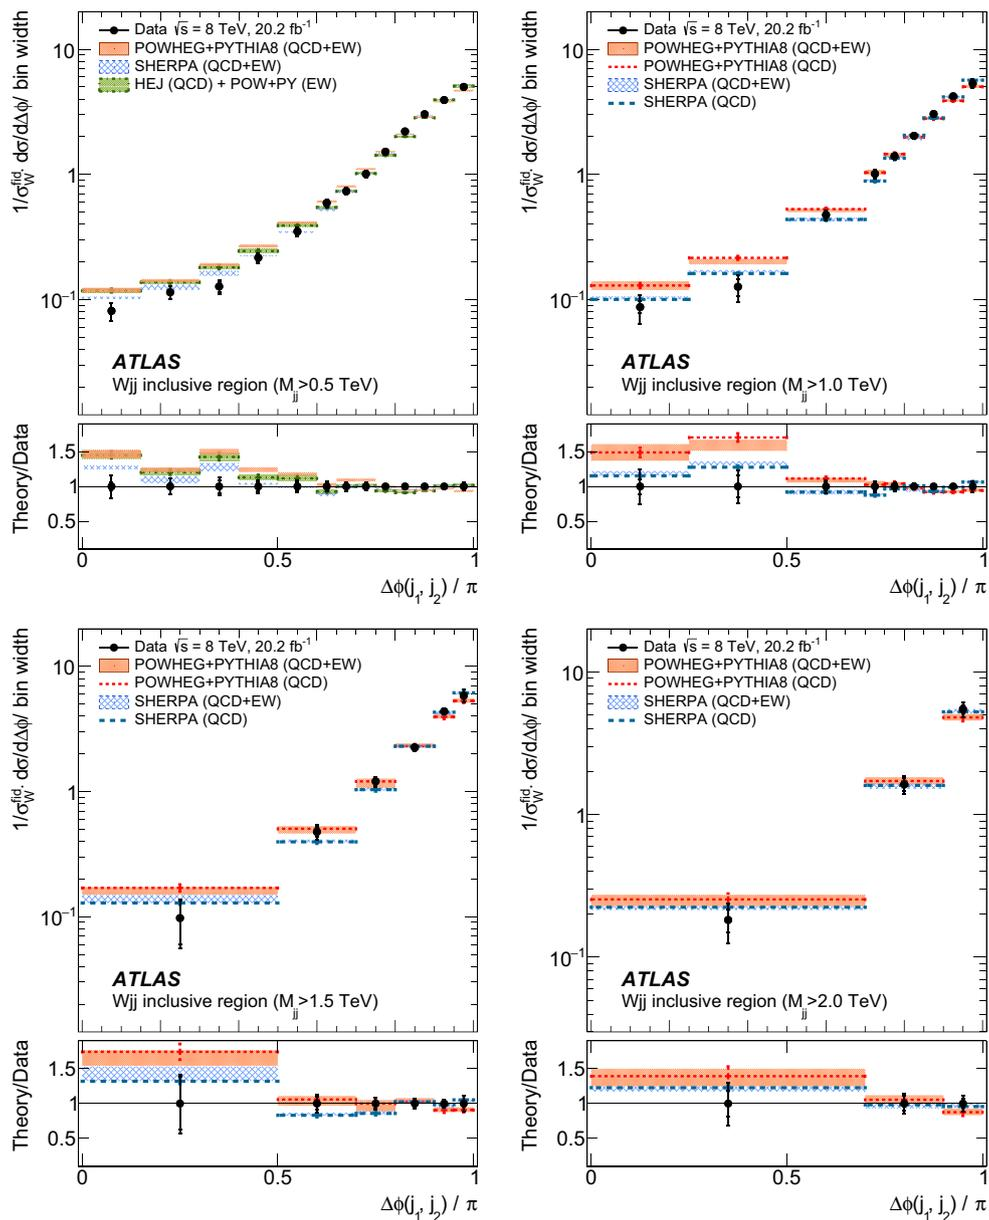 1/σ_W^fid. dσ/dΔφ/ bin width
10
1
10⁻¹
Data √s = 8 TeV, 20.2 fb⁻¹
POWHEG+PYTHIA8 (QCD+EW)
SHERPA (QCD+EW)
HEJ (QCD) + POW+PY (EW)
ATLAS
Wjj inclusive region (M_jj>0.5 TeV)
Theory/Data
1.5
1
0.5
0 0.5 1
Δφ(j₁, j₂) / π
1/σ_W^fid. dσ/dΔφ/ bin width
10
1
10⁻¹
Data √s = 8 TeV, 20.2 fb⁻¹
POWHEG+PYTHIA8 (QCD+EW)
POWHEG+PYTHIA8 (QCD)
SHERPA (QCD+EW)
SHERPA (QCD)
ATLAS
Wjj inclusive region (M_jj>1.0 TeV)
Theory/Data
1.5
1
0.5
0 0.5 1
Δφ(j₁, j₂) / π
1/σ_W^fid. dσ/dΔφ/ bin width
10
1
10⁻¹
Data √s = 8 TeV, 20.2 fb⁻¹
POWHEG+PYTHIA8 (QCD+EW)
POWHEG+PYTHIA8 (QCD)
SHERPA (QCD+EW)
SHERPA (QCD)
ATLAS
Wjj inclusive region (M_jj>1.5 TeV)
Theory/Data
1.5
1
0.5
0 0.5 1
Δφ(j₁, j₂) / π
1/σ_W^fid. dσ/dΔφ/ bin width
10
1
10⁻¹
Data √s = 8 TeV, 20.2 fb⁻¹
POWHEG+PYTHIA8 (QCD+EW)
POWHEG+PYTHIA8 (QCD)
SHERPA (QCD+EW)
SHERPA (QCD)
ATLAS
Wjj inclusive region (M_jj>2.0 TeV)
Theory/Data
1.5
1
0.5
0 0.5 1
Δφ(j₁, j₂) / π